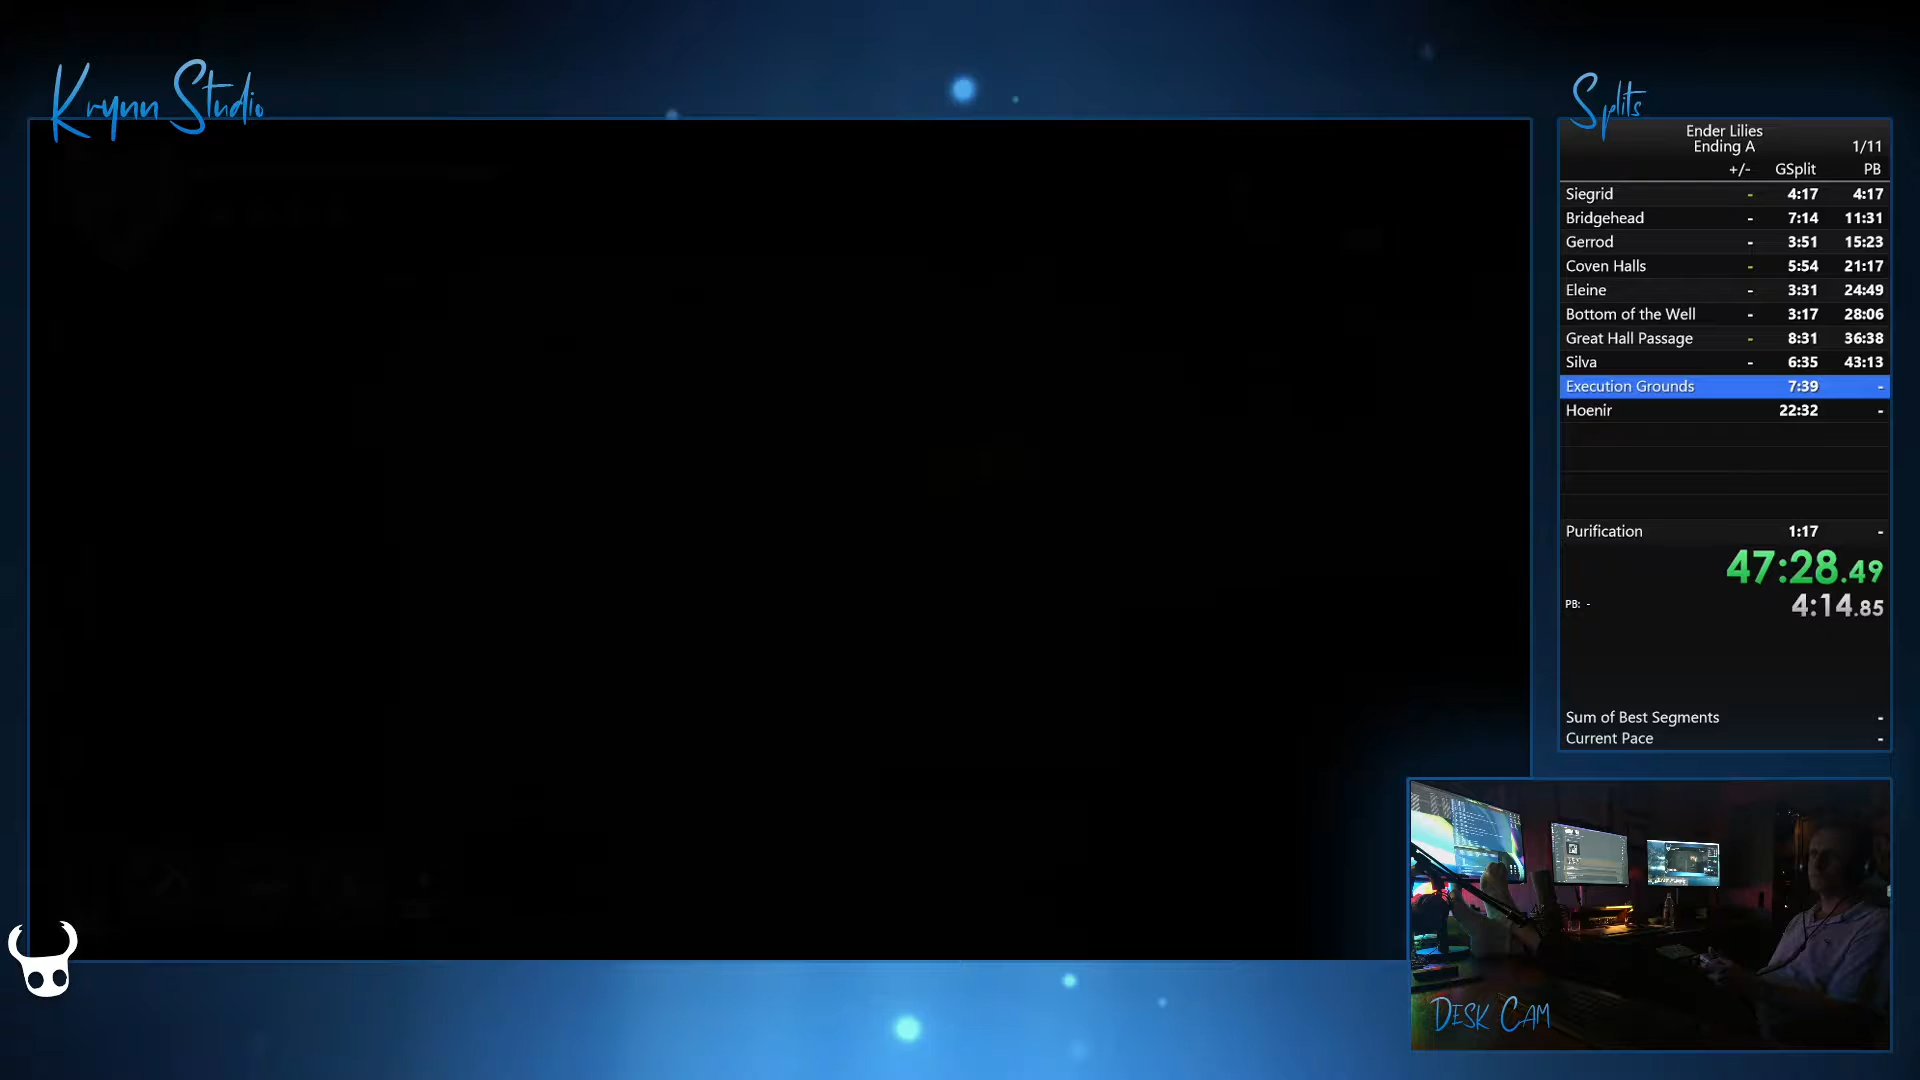 Krynn Studio
Splits
Ender Lilies
Ending A 1/11
+/- GSplit PB
Siegrid - 4:17 4:17
Bridgehead - 7:14 11:31
Gerrod - 3:51 15:23
Coven Halls - 5:54 21:17
Eleine - 3:31 24:49
Bottom of the Well - 3:17 28:06
Great Hall Passage - 8:31 36:38
Silva - 6:35 43:13
Execution Grounds 7:39 -
Hoenir 22:32 -
Purification 1:17 -
47:28.49
PB: - 4:14.85
Sum of Best Segments -
Current Pace -
Desk Cam